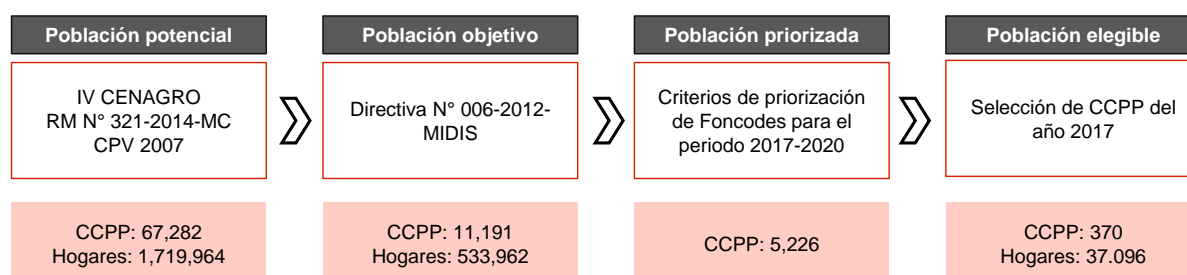 Población potencial
Población objetivo
Población priorizada
Población elegible
IV CENAGRO
RM N° 321-2014-MC
CPV 2007
Directiva N° 006-2012-
MIDIS
Criterios de priorización
de Foncodes para el
periodo 2017-2020
Selección de CCPP del
año 2017
CCPP: 67,282
Hogares: 1,719,964
CCPP: 11,191
Hogares: 533,962
CCPP: 5,226
CCPP: 370
Hogares: 37.096